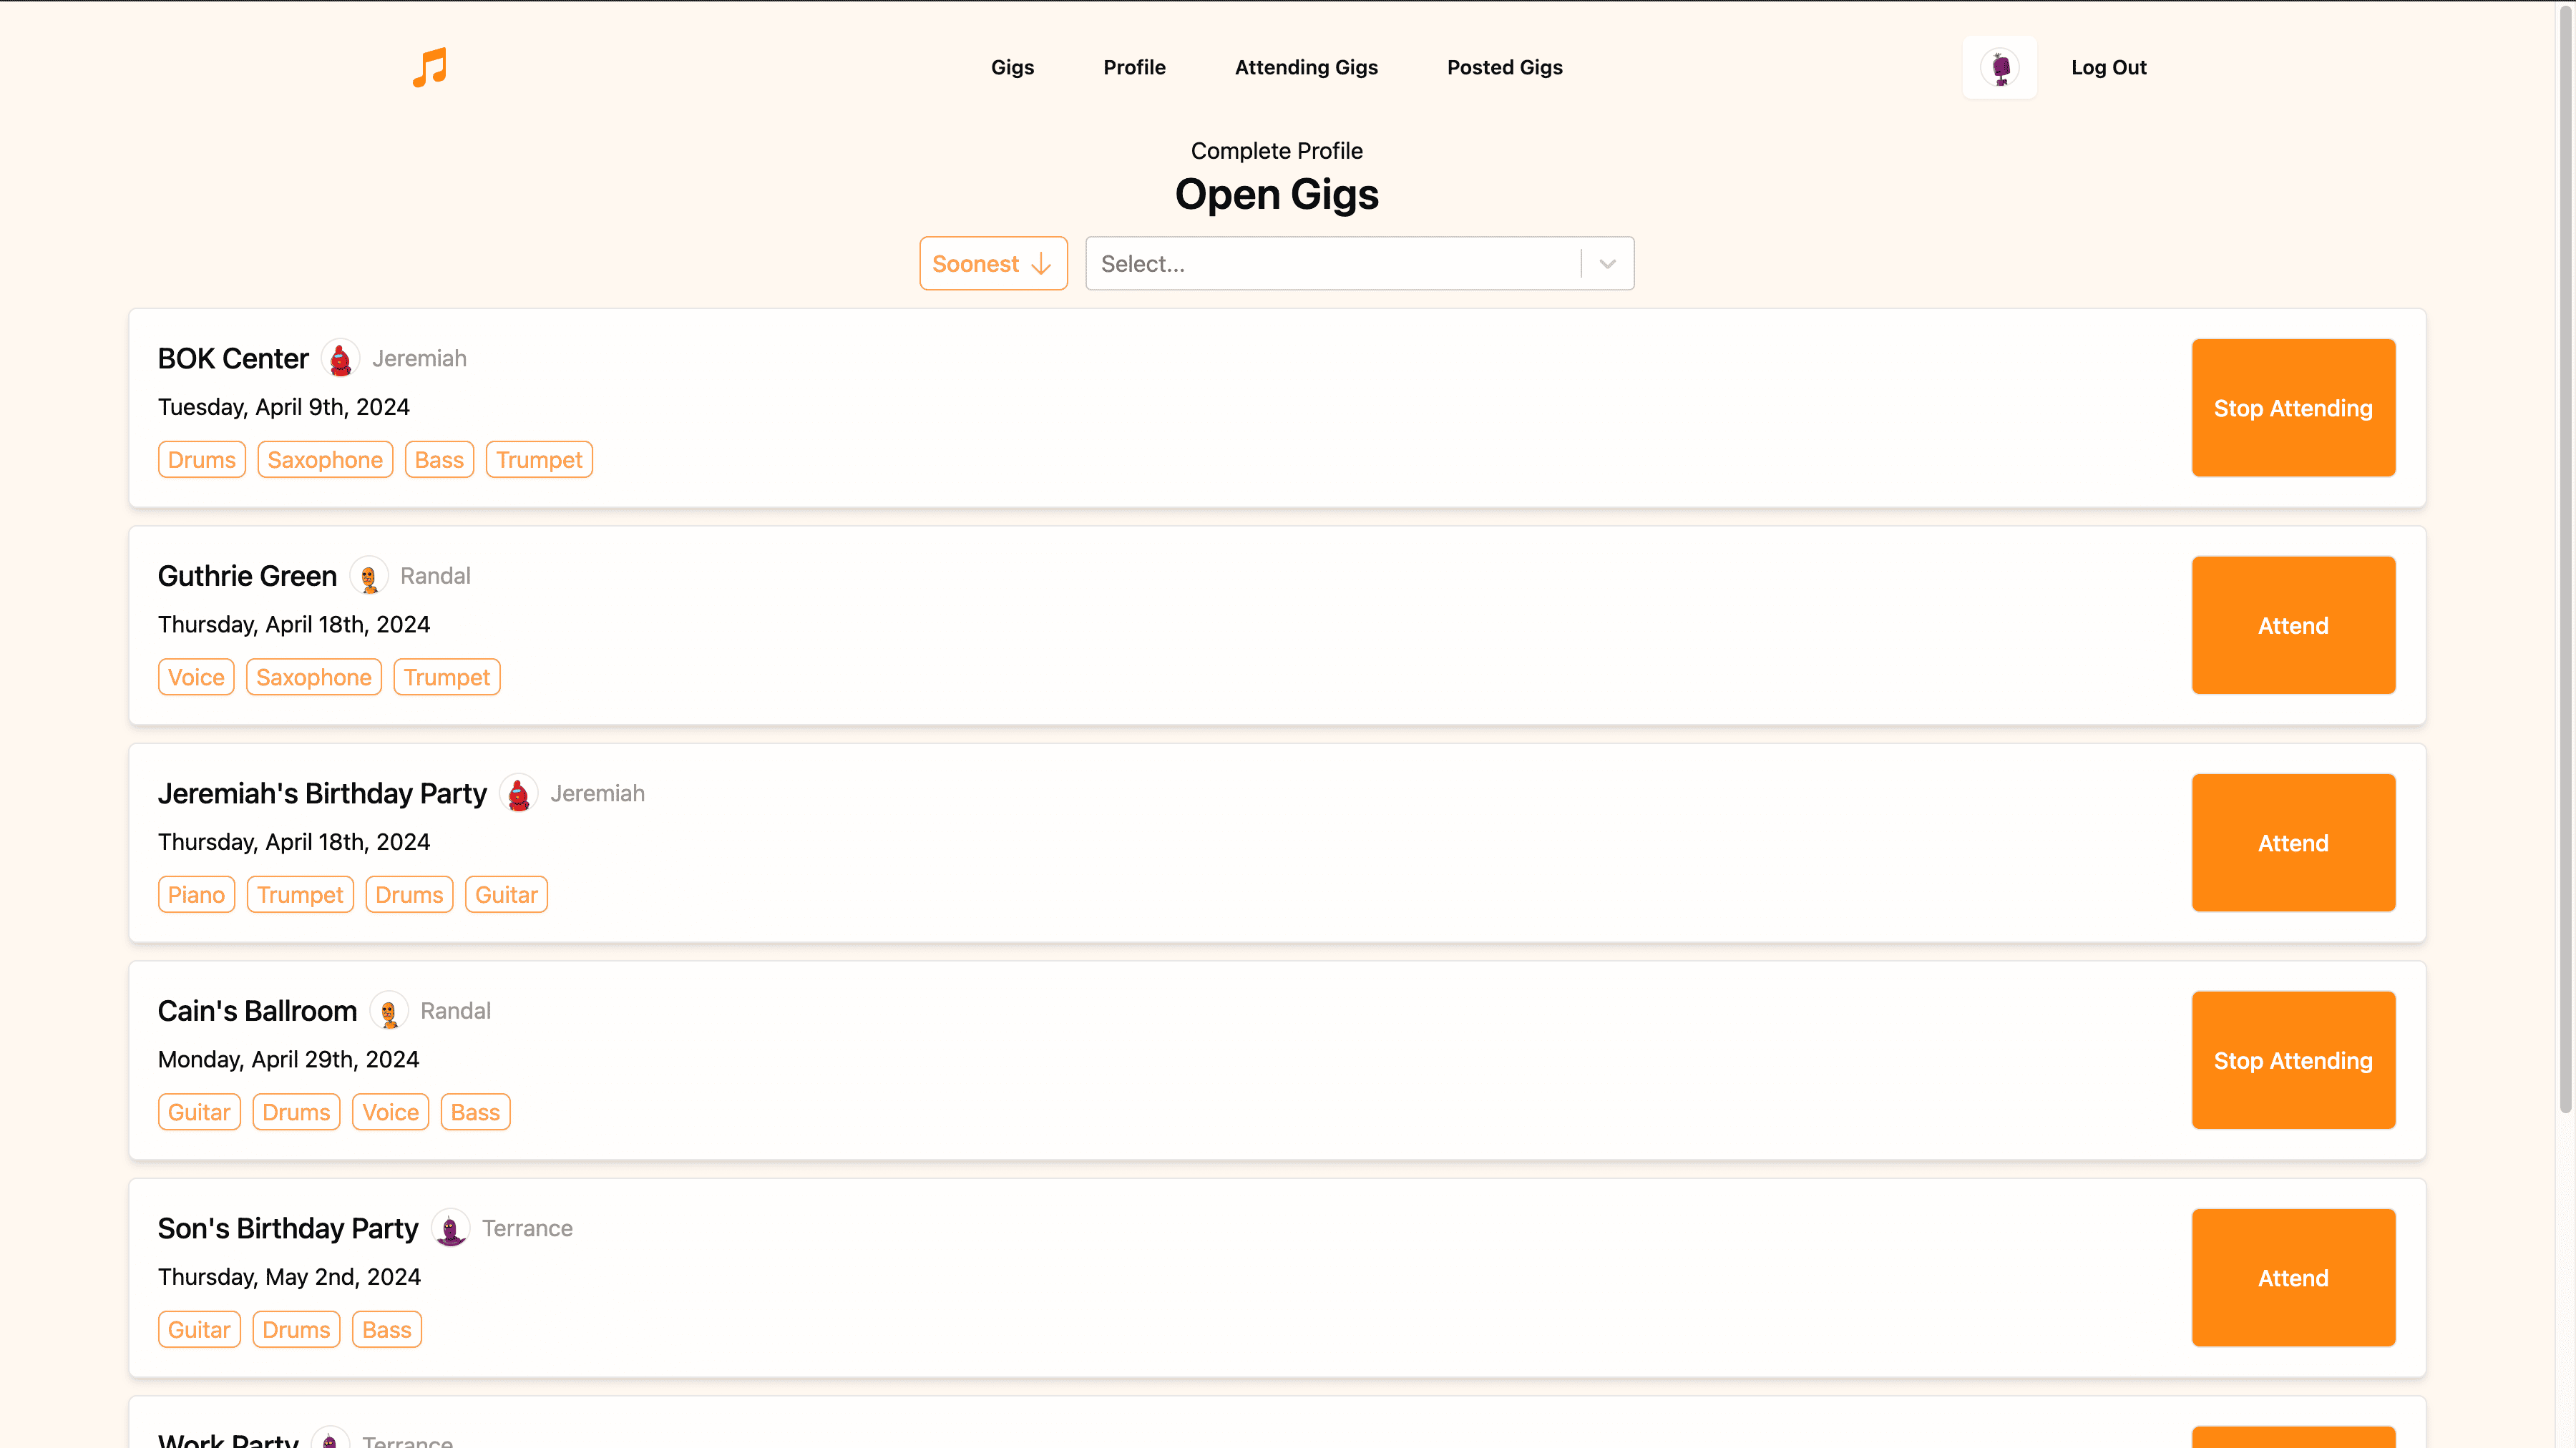 Gigs Profile Attending Gigs Posted Gigs Log Out
Complete Profile
Open Gigs
Soonest Select...
BOK Center Jeremiah
Tuesday, April 9th, 2024
Drums Saxophone Bass Trumpet
Stop Attending
Guthrie Green Randal
Thursday, April 18th, 2024
Voice Saxophone Trumpet
Attend
Jeremiah's Birthday Party Jeremiah
Thursday, April 18th, 2024
Piano Trumpet Drums Guitar
Attend
Cain's Ballroom Randal
Monday, April 29th, 2024
Guitar Drums Voice Bass
Stop Attending
Son's Birthday Party Terrance
Thursday, May 2nd, 2024
Guitar Drums Bass
Attend
Work Party Terrance